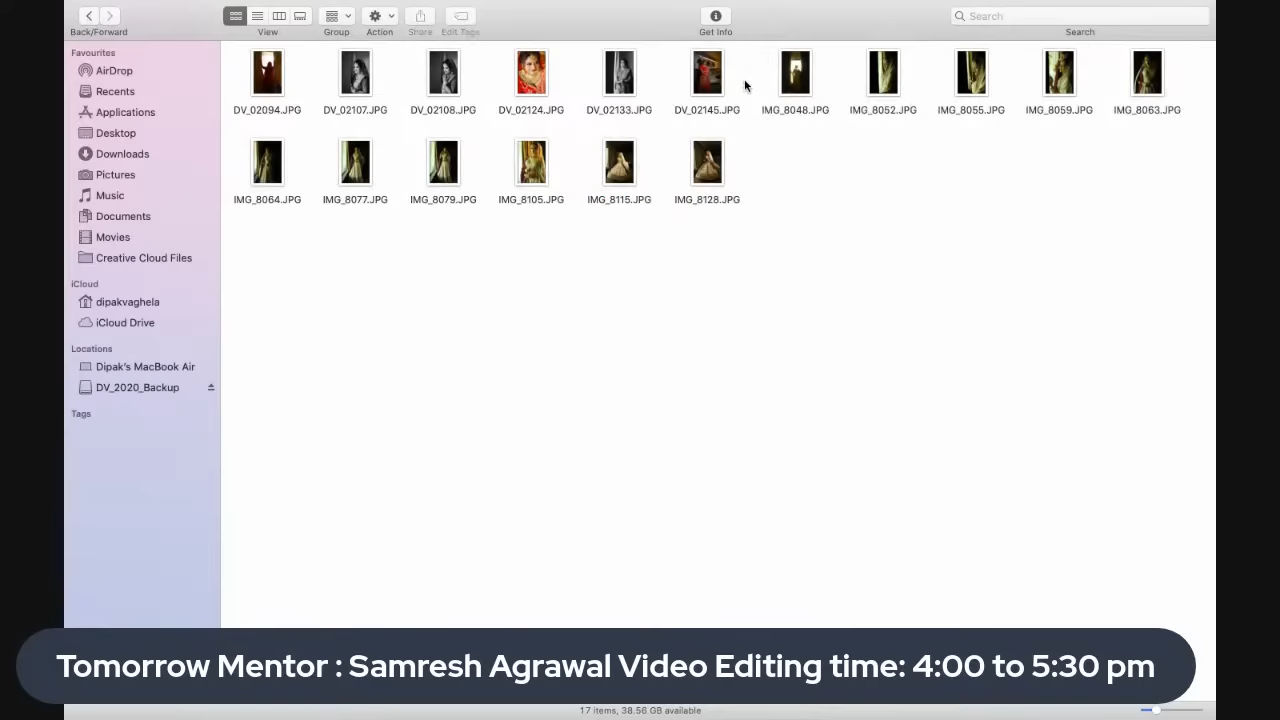 Back/Forward
View
Group
Action
Share
Edit Tags
Get Info
Search
Search
Favourites
AirDrop
Recents
Applications
Desktop
Downloads
Pictures
Music
Documents
Movies
Creative Cloud Files
iCloud
dipakvaghela
iCloud Drive
Locations
Dipak's MacBook Air
DV_2020_Backup
Tags
DV_02094.JPG DV_02107.JPG DV_02108.JPG DV_02124.JPG DV_02133.JPG DV_02145.JPG IMG_8048.JPG IMG_8052.JPG IMG_8055.JPG IMG_8059.JPG IMG_8063.JPG
IMG_8064.JPG IMG_8077.JPG IMG_8079.JPG IMG_8105.JPG IMG_8115.JPG IMG_8128.JPG
Tomorrow Mentor : Samresh Agrawal Video Editing time: 4:00 to 5:30 pm
17 items, 38.56 GB available